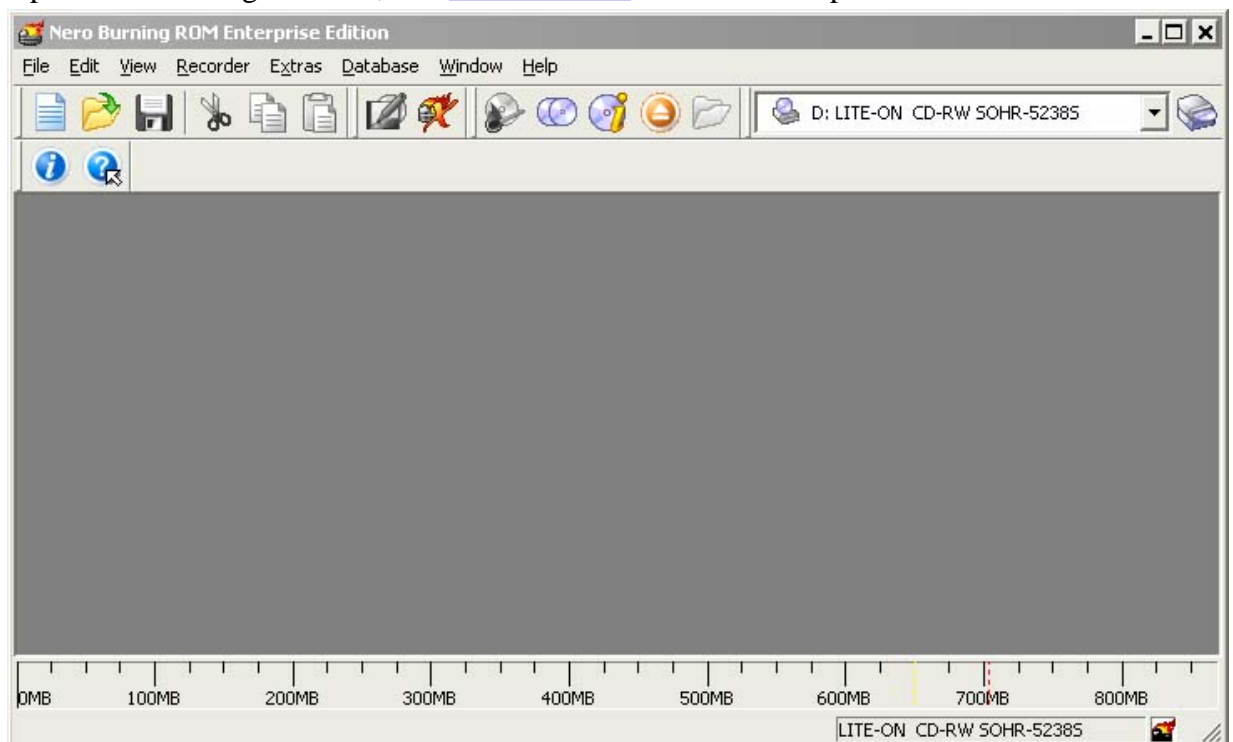 Nero Burning ROM Enterprise Edition
File Edit View Recorder Extras Database Window Help
D: LITE-ON CD-RW SOHR-5238S
0MB 100MB 200MB 300MB 400MB 500MB 600MB 700MB 800MB
LITE-ON CD-RW SOHR-5238S